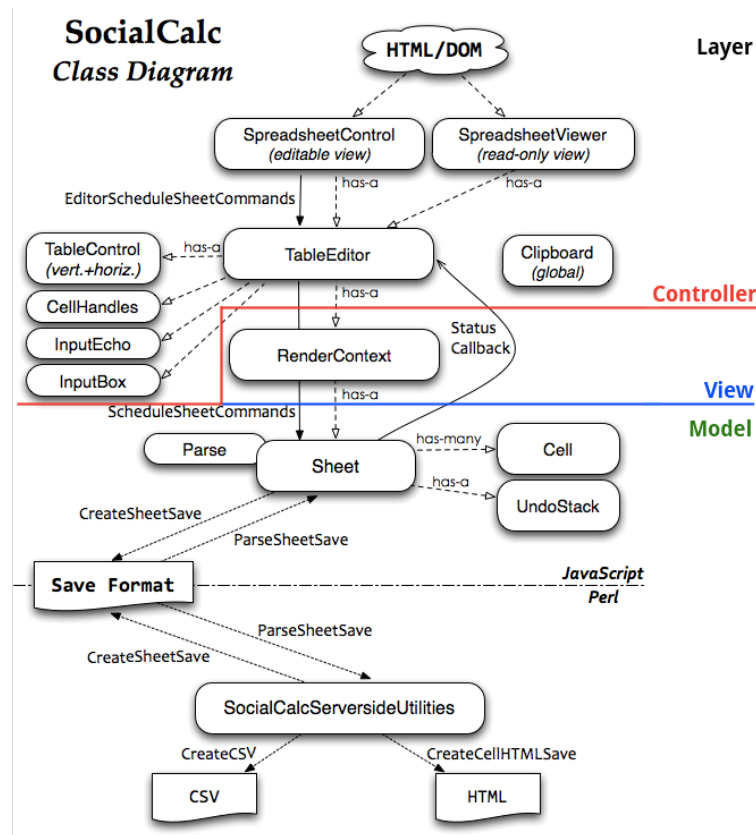 SocialCalc
Class Diagram
HTML/DOM
Layer
SpreadsheetControl
(editable view)
SpreadsheetViewer
(read-only view)
EditorScheduleSheetCommands
has-a
has-a
TableControl
(vert.+horiz.)
has-a
TableEditor
Clipboard
(global)
CellHandles
has-a
Controller
InputEcho
RenderContext
Status
Callback
InputBox
View
ScheduleSheetCommands
has-a
Model
Parse
Sheet
has-many
Cell
has-a
UndoStack
CreateSheetSave
ParseSheetSave
Save Format
JavaScript
Perl
ParseSheetSave
CreateSheetSave
SocialCalcServersideUtilities
CreateCSV
CreateCellHTMLSave
CSV
HTML